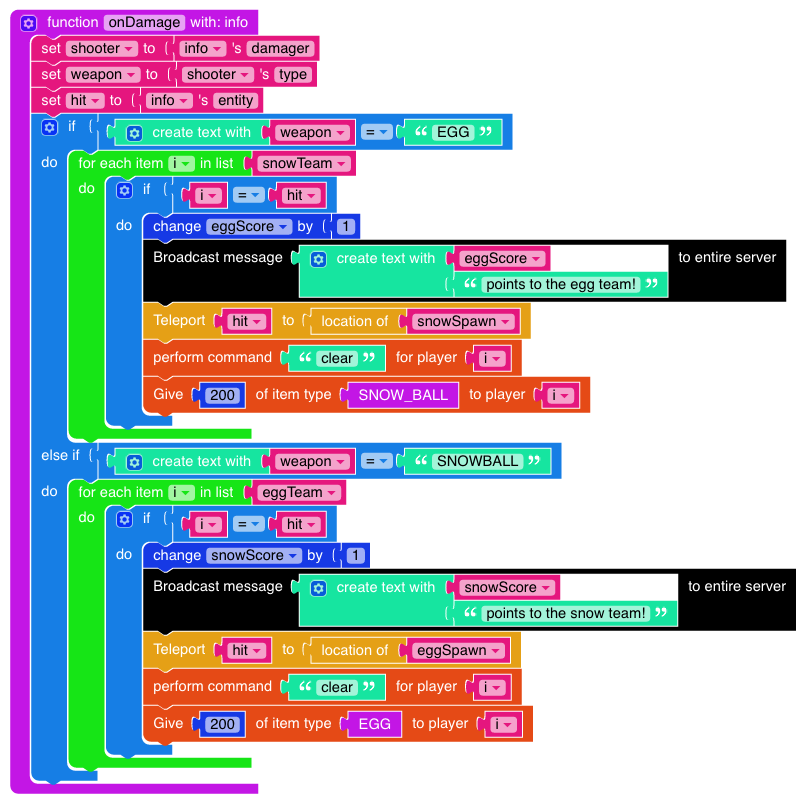 function onDamage with: info
set shooter to info 's damager
set weapon to shooter 's type
set hit to info 's entity
if create text with weapon = “ EGG ”
do for each item i in list snowTeam
do if i = hit
do change eggScore by 1
Broadcast message create text with eggScore to entire server
“ points to the egg team! ”
Teleport hit to location of snowSpawn
perform command “ clear ” for player i
Give 200 of item type SNOW_BALL to player i
else if create text with weapon = “ SNOWBALL ”
do for each item i in list eggTeam
do if i = hit
do change snowScore by 1
Broadcast message create text with snowScore to entire server
“ points to the snow team! ”
Teleport hit to location of eggSpawn
perform command “ clear ” for player i
Give 200 of item type EGG to player i